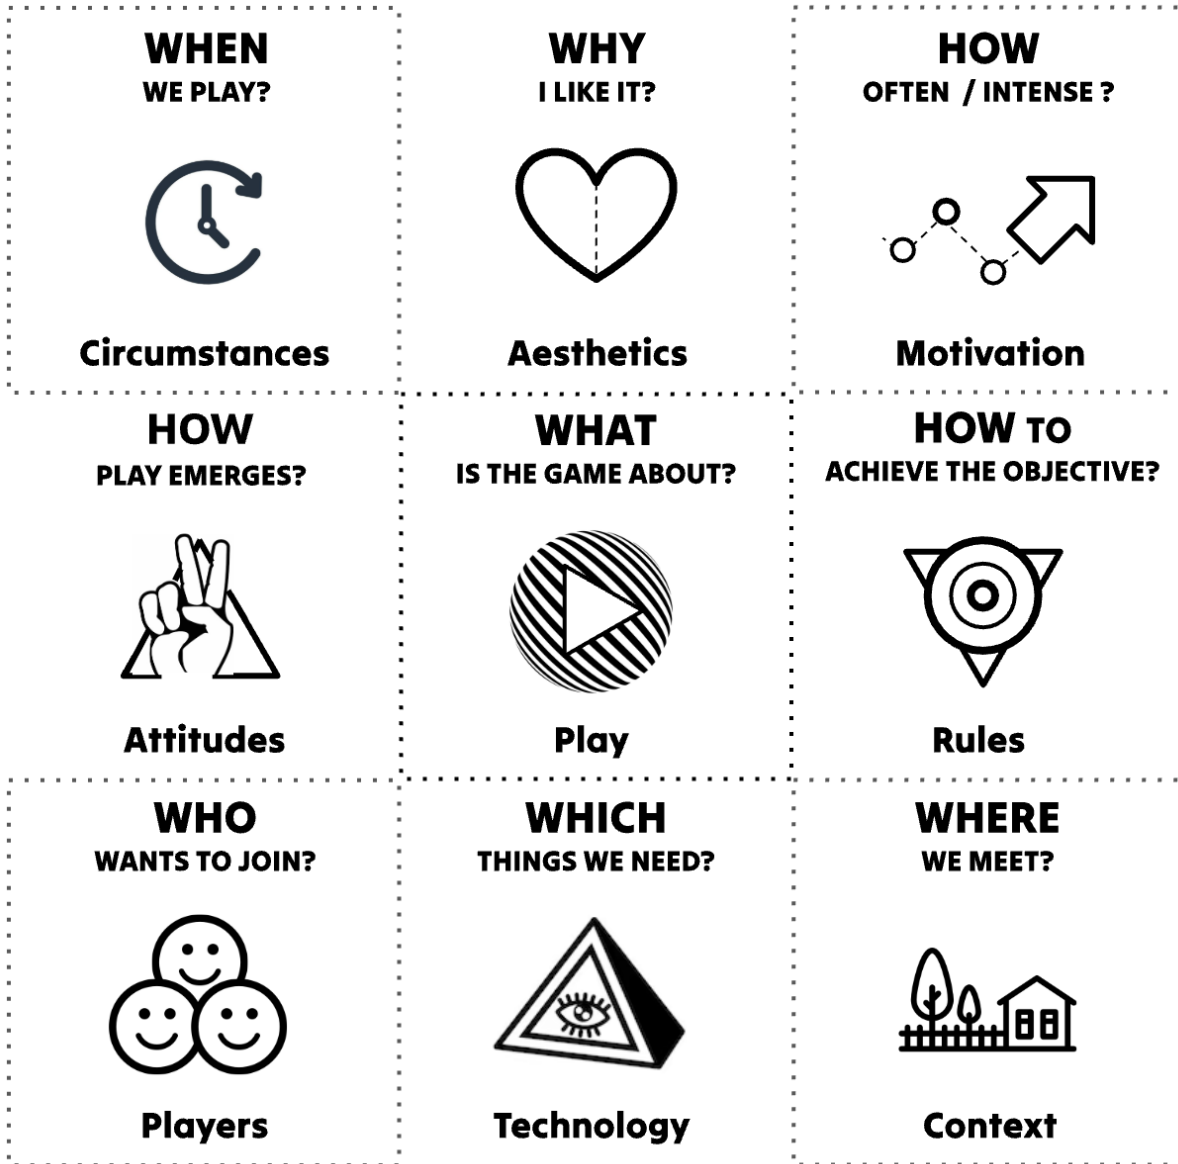 WHEN
WE PLAY?
Circumstances
WHY
I LIKE IT?
Aesthetics
HOW
OFTEN / INTENSE ?
Motivation
HOW
PLAY EMERGES?
Attitudes
WHAT
IS THE GAME ABOUT?
Play
HOW TO
ACHIEVE THE OBJECTIVE?
Rules
WHO
WANTS TO JOIN?
Players
WHICH
THINGS WE NEED?
Technology
WHERE
WE MEET?
Context